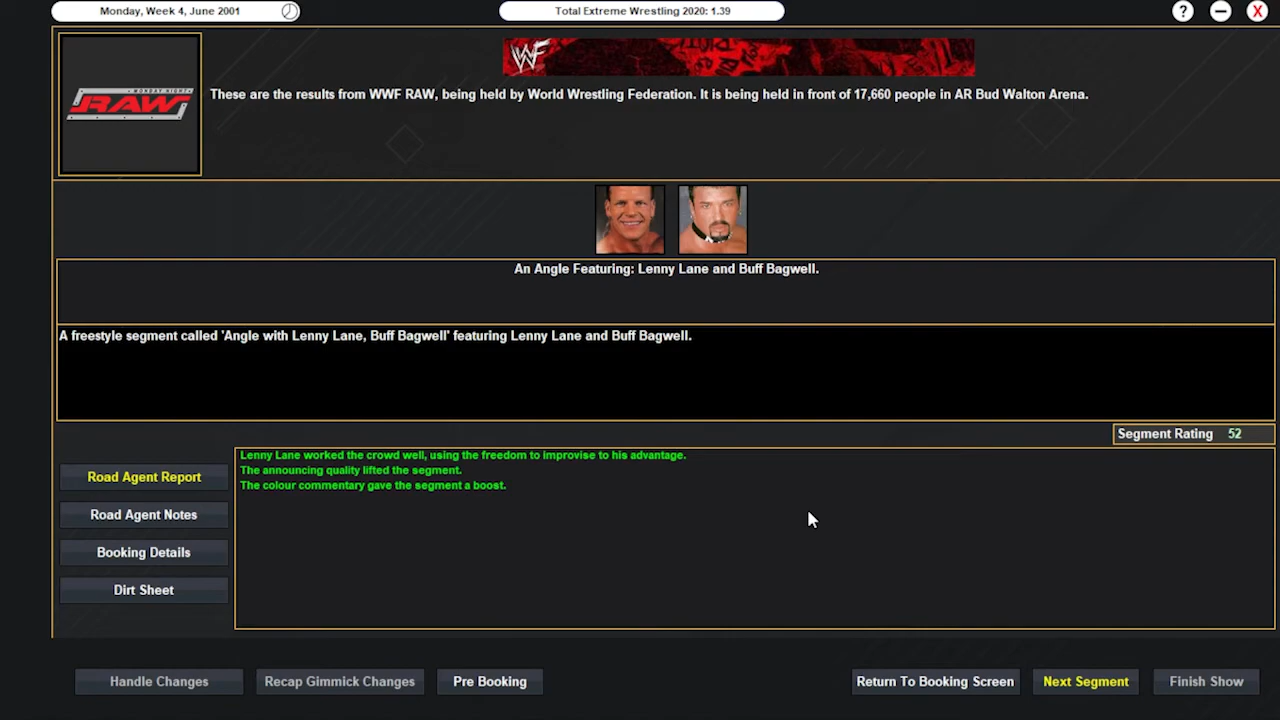 Monday, Week 4, June 2001
Total Extreme Wrestling 2020: 1.39
?
X
WF
MONDAY NIGHT
RAW
These are the results from WWF RAW, being held by World Wrestling Federation. It is being held in front of 17,660 people in AR Bud Walton Arena.
An Angle Featuring: Lenny Lane and Buff Bagwell.
A freestyle segment called 'Angle with Lenny Lane, Buff Bagwell' featuring Lenny Lane and Buff Bagwell.
Segment Rating 52
Lenny Lane worked the crowd well, using the freedom to improvise to his advantage.
The announcing quality lifted the segment.
The colour commentary gave the segment a boost.
Road Agent Report
Road Agent Notes
Booking Details
Dirt Sheet
Handle Changes
Recap Gimmick Changes
Pre Booking
Return To Booking Screen
Next Segment
Finish Show